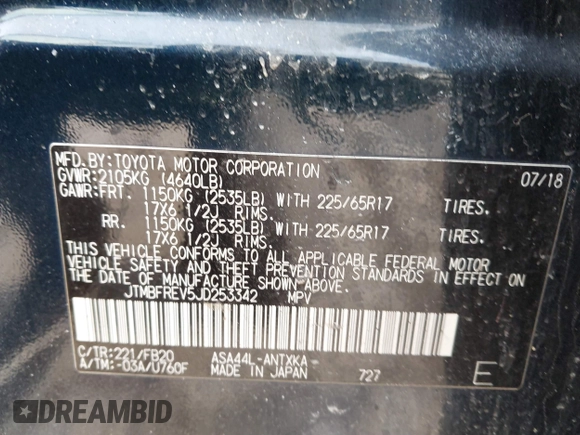 MFD.BY:TOYOTA MOTOR CORPORATION 07/18
GVWR:2105KG (4640LB)
GAWR:FRT. 1150KG (2535LB) WITH 225/65R17 TIRES.
17X6 1/2J RIMS.
RR. 1150KG (2535LB) WITH 225/65R17 TIRES.
17X6 1/2J RIMS.
THIS VEHICLE CONFORMS TO ALL APPLICABLE FEDERAL MOTOR
VEHICLE SAFETY AND THEFT PREVENTION STANDARDS IN EFFECT ON
THE DATE OF MANUFACTURE SHOWN ABOVE.
JTMBFREV5JD253342 MPV
C/TR:221/FB20 ASA44L-ANTXKA
A/TM:-03A/U760F MADE IN JAPAN 727 E
DREAMBID